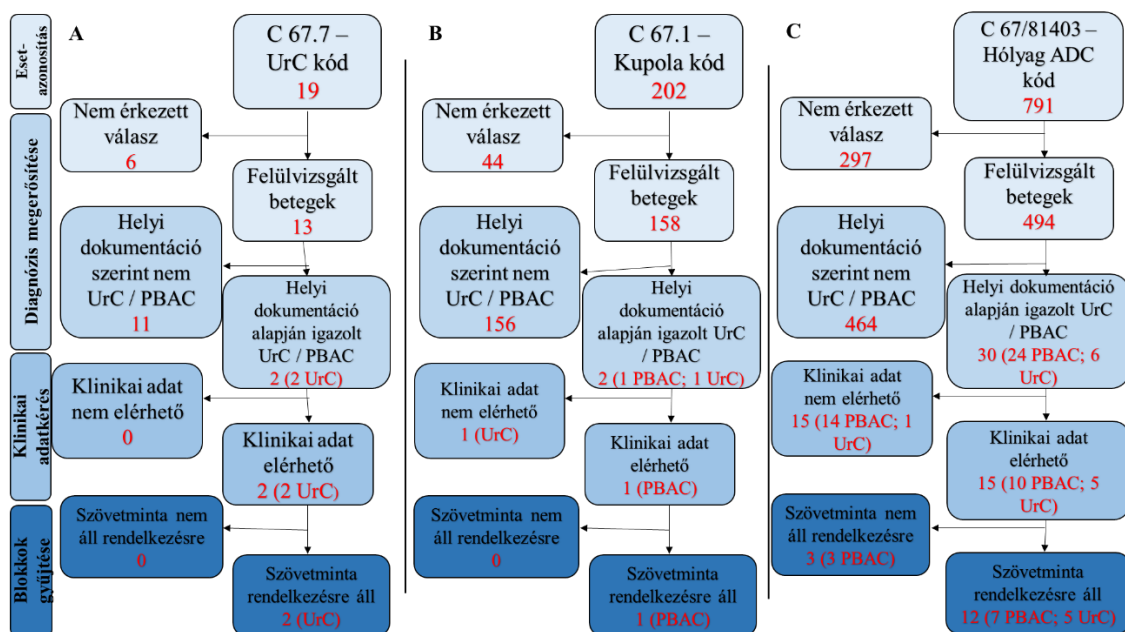 Eset-
azonosítás
Diagnózis megerősítése
Klinikai
adatkérés
Blokkok
gyűjtése
A
C 67.7 –
UrC kód
19
Nem érkezett
válasz
6
Felülvizsgált
betegek
13
Helyi
dokumentáció
szerint nem
UrC / PBAC
11
Helyi
dokumentáció
alapján igazolt
UrC / PBAC
2 (2 UrC)
Klinikai adat
nem elérhető
0
Klinikai adat
elérhető
2 (2 UrC)
Szövetminta nem
áll rendelkezésre
0
Szövetminta
rendelkezésre áll
2 (UrC)
B
C 67.1 –
Kupola kód
202
Nem érkezett
válasz
44
Felülvizsgált
betegek
158
Helyi
dokumentáció
szerint nem
UrC / PBAC
156
Helyi
dokumentáció
alapján igazolt UrC
/ PBAC
2 (1 PBAC; 1 UrC)
Klinikai adat
nem elérhető
1 (UrC)
Klinikai adat
elérhető
1 (PBAC)
Szövetminta nem
áll rendelkezésre
0
Szövetminta
rendelkezésre áll
1 (PBAC)
C
C 67/81403 –
Hólyag ADC
kód
791
Nem érkezett
válasz
297
Felülvizsgált
betegek
494
Helyi
dokumentáció
szerint nem
UrC / PBAC
464
Helyi dokumentáció
alapján igazolt UrC
/ PBAC
30 (24 PBAC; 6
UrC)
Klinikai adat
nem elérhető
15 (14 PBAC; 1
UrC)
Klinikai adat
elérhető
15 (10 PBAC; 5
UrC)
Szövetminta nem
áll rendelkezésre
3 (3 PBAC)
Szövetminta
rendelkezésre áll
12 (7 PBAC; 5 UrC)